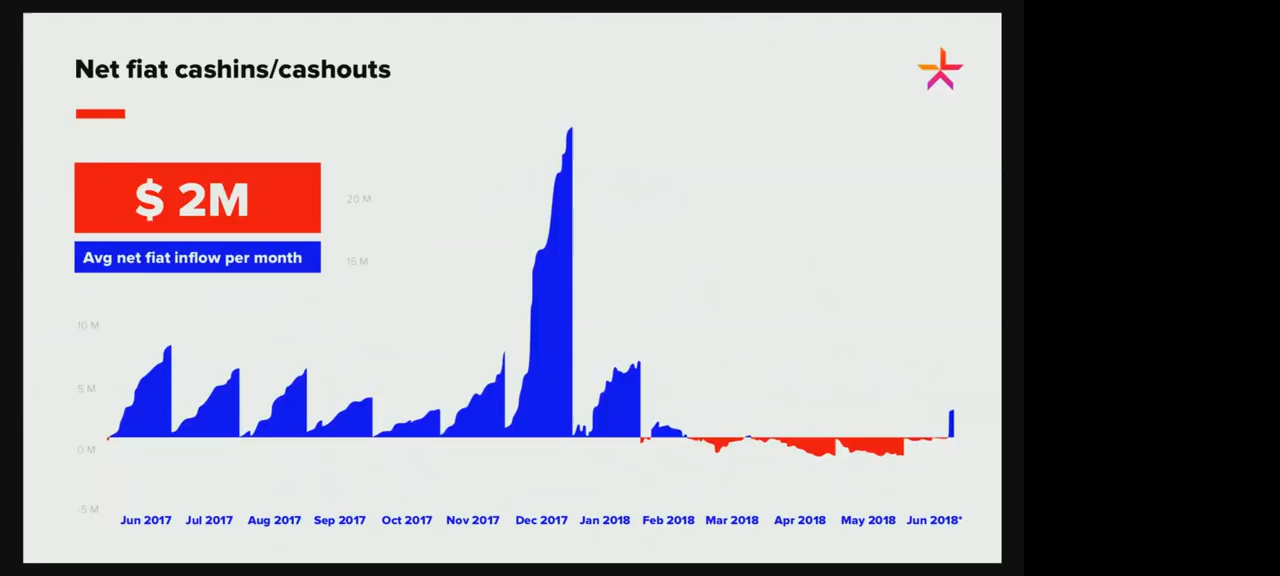 Net fiat cashins/cashouts
$ 2M
Avg net fiat inflow per month
20 M
15 M
10 M
5 M
0 M
-5 M
Jun 2017 Jul 2017 Aug 2017 Sep 2017 Oct 2017 Nov 2017 Dec 2017 Jan 2018 Feb 2018 Mar 2018 Apr 2018 May 2018 Jun 2018*